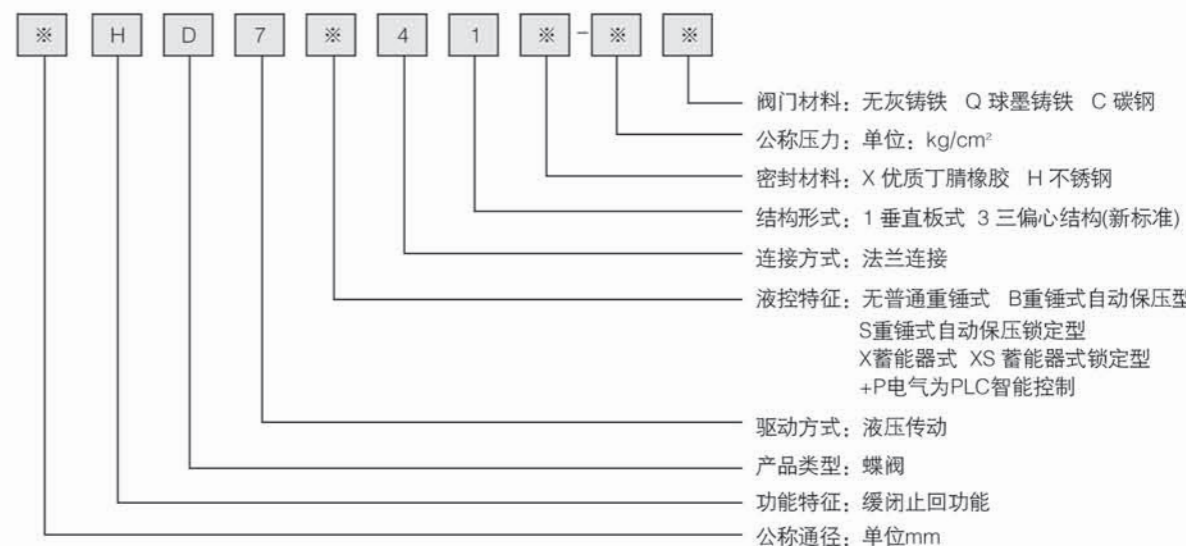 ※ H D 7 ※ 4 1 ※ - ※ ※
阀门材料：无灰铸铁 Q 球墨铸铁 C 碳钢
公称压力：单位：kg/cm²
密封材料：X 优质丁腈橡胶 H 不锈钢
结构形式：1 垂直板式 3 三偏心结构(新标准)
连接方式：法兰连接
液控特征：无普通重锤式 B重锤式自动保压型
S重锤式自动保压锁定型
X蓄能器式 XS 蓄能器式锁定型
+P电气为PLC智能控制
驱动方式：液压传动
产品类型：蝶阀
功能特征：缓闭止回功能
公称通径：单位mm